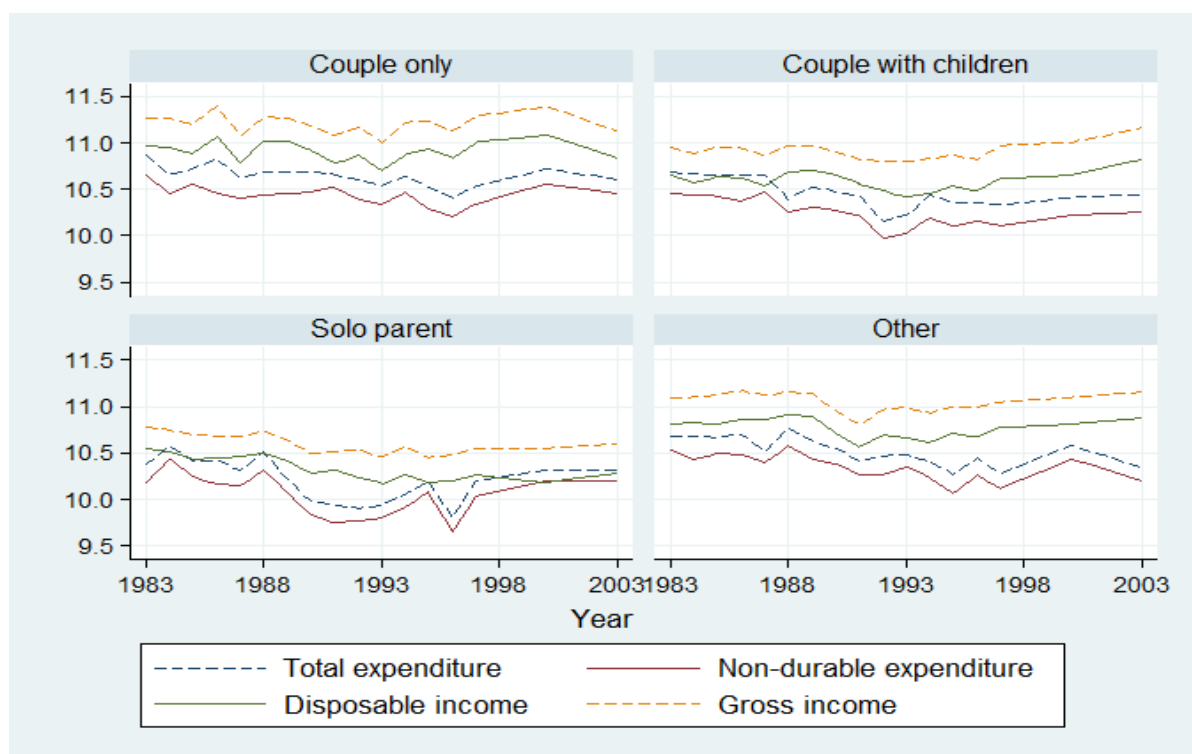 Couple only
Couple with children
11.5
11.0
10.5
10.0
9.5
Solo parent
Other
11.5
11.0
10.5
10.0
9.5
1983 1988 1993 1998 2003 1983 1988 1993 1998 2003
Year
Total expenditure
Non-durable expenditure
Disposable income
Gross income